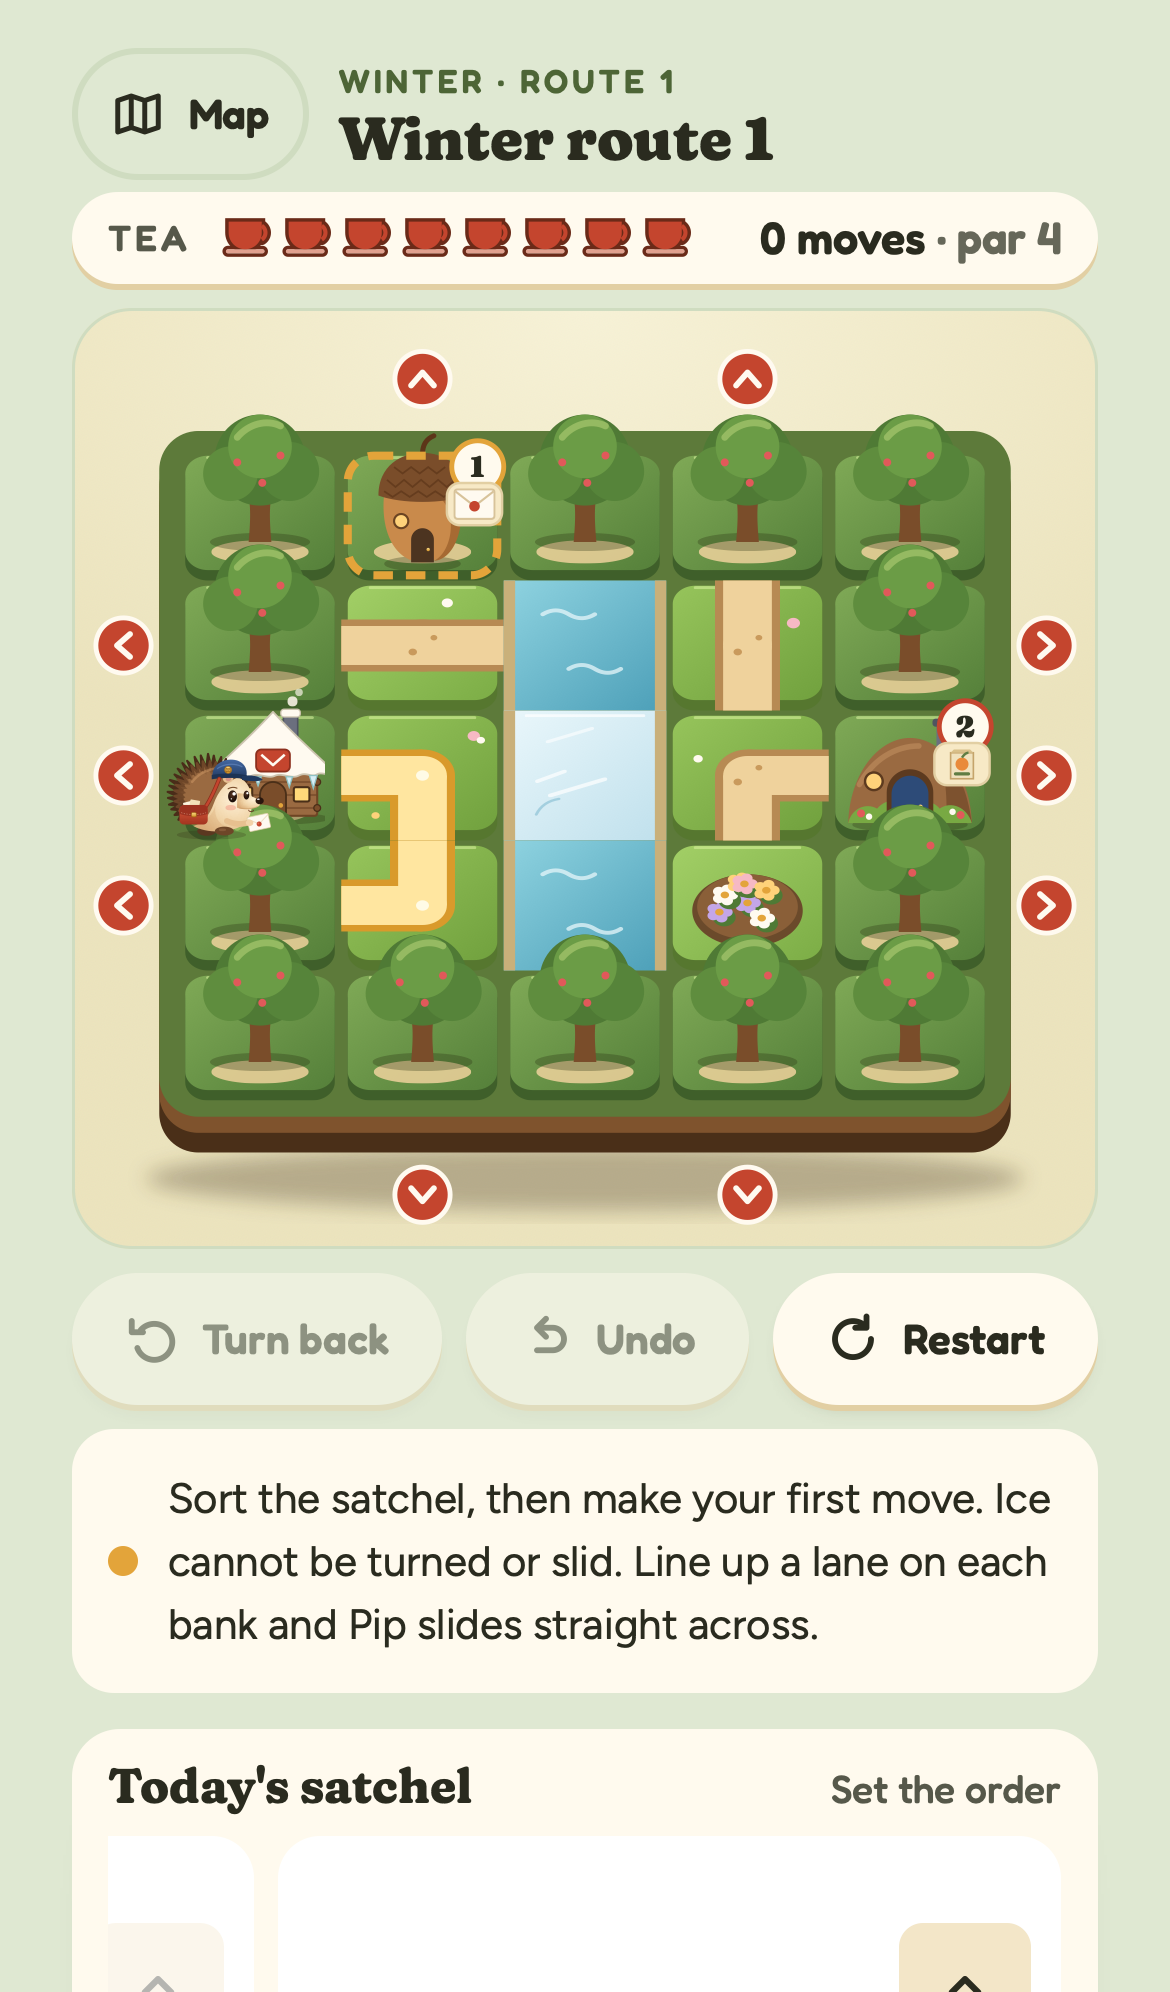 Map
WINTER · ROUTE 1
Winter route 1
TEA
0 moves · par 4
1
2
Turn back
Undo
Restart
Sort the satchel, then make your first move. Ice
cannot be turned or slid. Line up a lane on each
bank and Pip slides straight across.
Today's satchel
Set the order